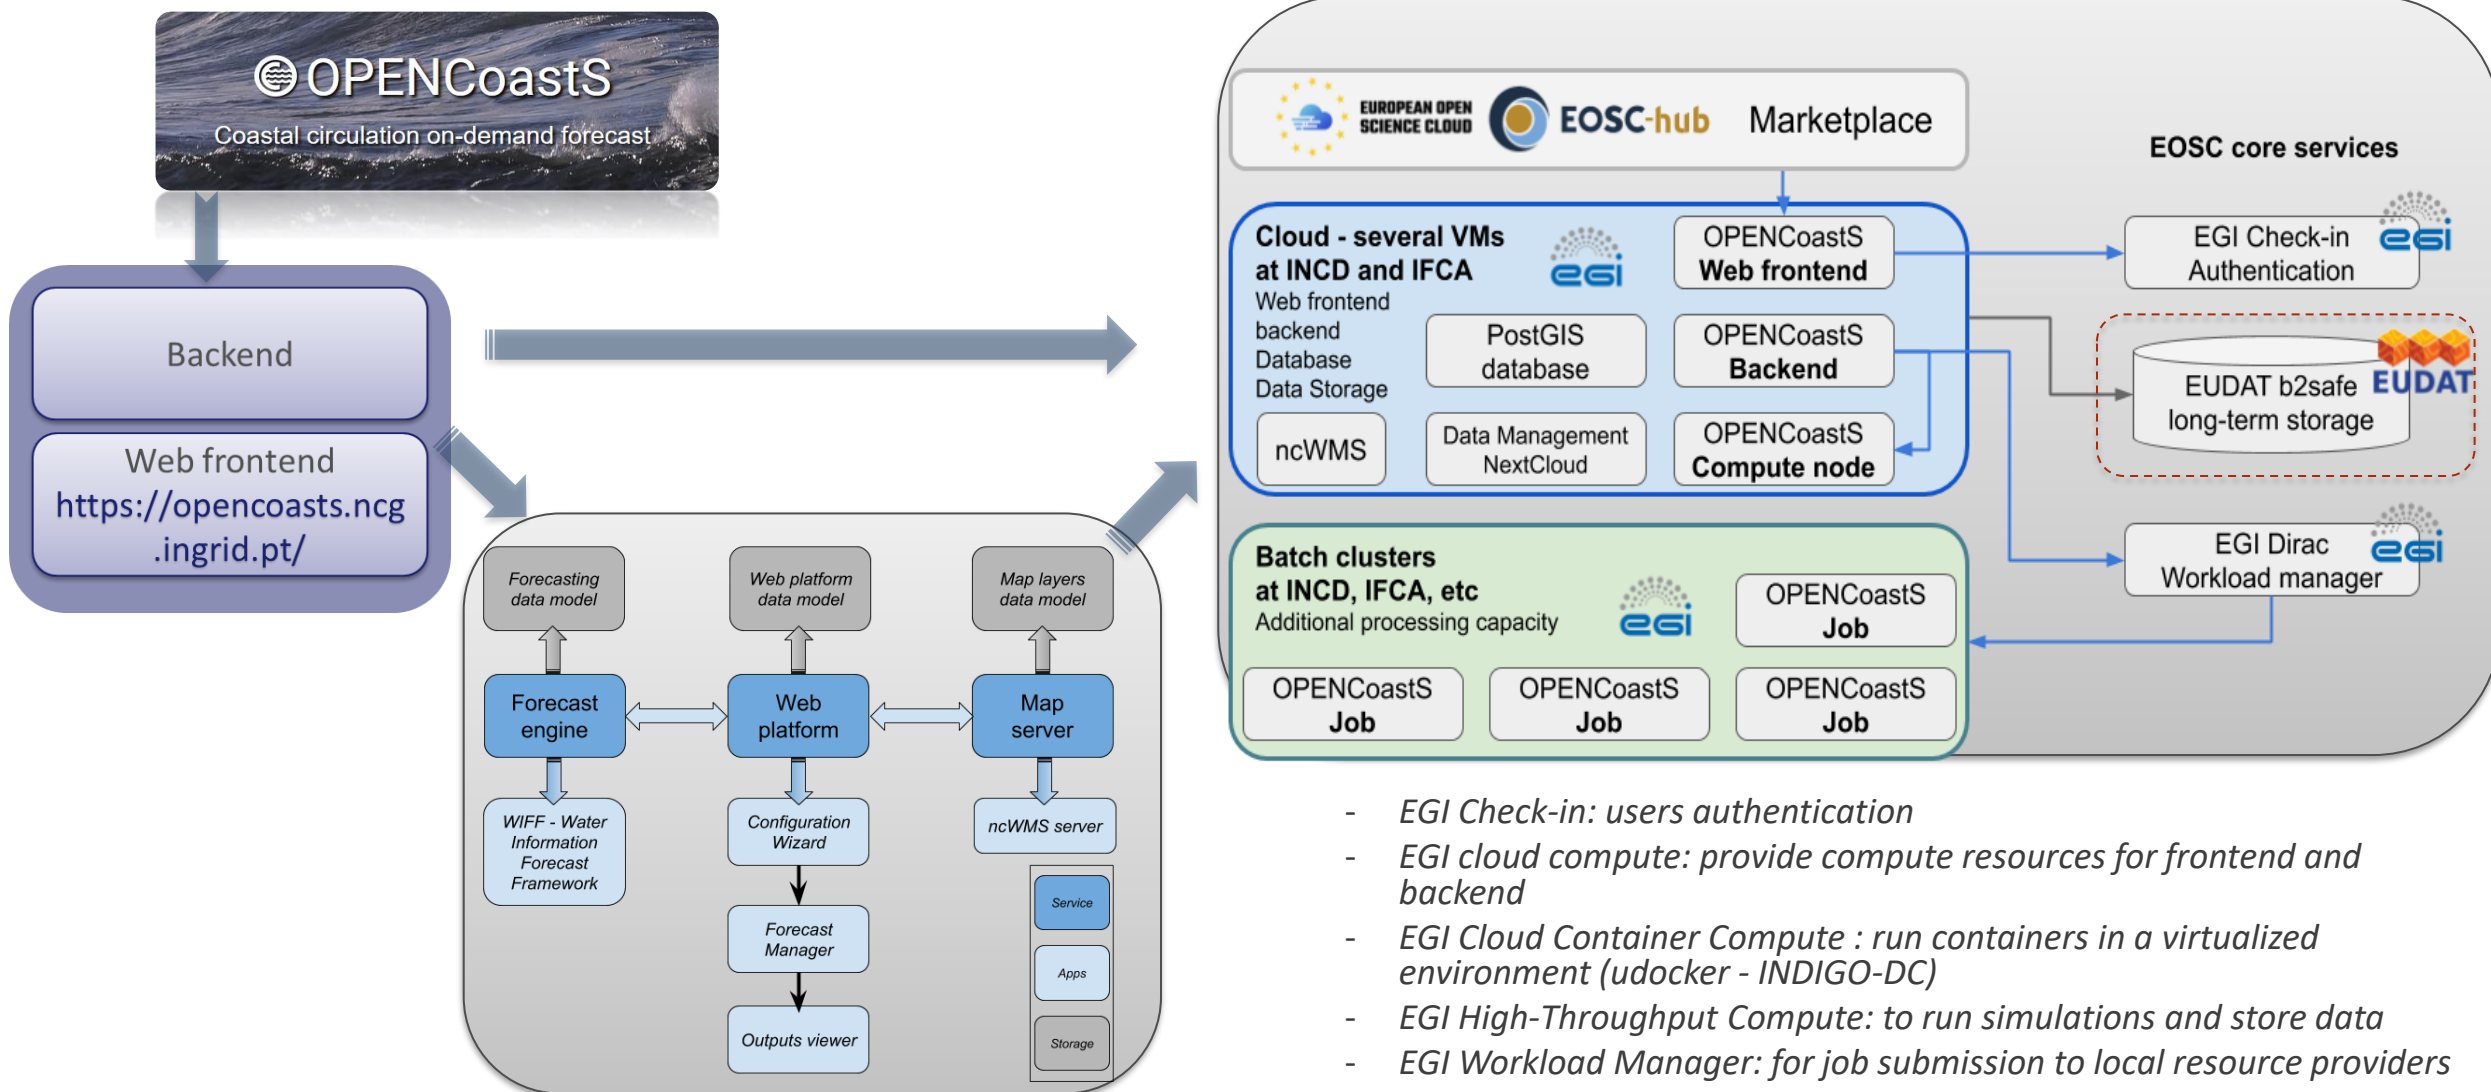 OPENCoastS
Coastal circulation on-demand forecast
Backend
Web frontend
https://opencoasts.ncg
.ingrid.pt/
Forecasting
data model
Web platform
data model
Map layers
data model
Forecast
engine
Web
platform
Map
server
WIFF - Water
Information
Forecast
Framework
Configuration
Wizard
ncWMS server
Forecast
Manager
Outputs viewer
Service
Apps
Storage
EUROPEAN OPEN
SCIENCE CLOUD
EOSC-hub
Marketplace
EOSC core services
Cloud - several VMs
at INCD and IFCA
Web frontend
backend
Database
Data Storage
egi
OPENCoastS
Web frontend
PostGIS
database
OPENCoastS
Backend
ncWMS
Data Management
NextCloud
OPENCoastS
Compute node
EGI Check-in
Authentication
egi
EUDAT b2safe
long-term storage
EUDAT
EGI Dirac
Workload manager
egi
Batch clusters
at INCD, IFCA, etc
Additional processing capacity
egi
OPENCoastS
Job
OPENCoastS
Job
OPENCoastS
Job
OPENCoastS
Job
- EGI Check-in: users authentication
- EGI cloud compute: provide compute resources for frontend and
backend
- EGI Cloud Container Compute : run containers in a virtualized
environment (udocker - INDIGO-DC)
- EGI High-Throughput Compute: to run simulations and store data
- EGI Workload Manager: for job submission to local resource providers